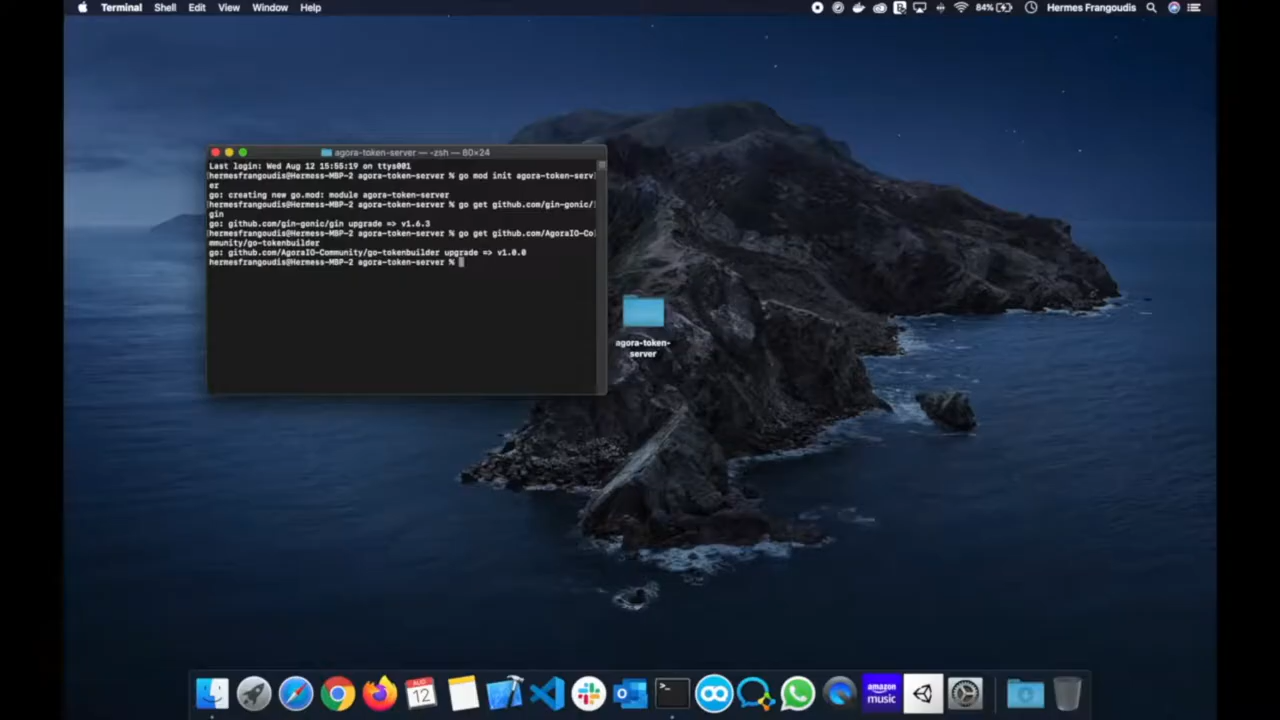 Terminal Shell Edit View Window Help 84% Hermes Frangoudis
agora-token-server — -zsh — 80×24
Last login: Wed Aug 12 15:55:19 on ttys001
hermesfrangoudis@Hermess-MBP-2 agora-token-server % go mod init agora-token-serv
er
go: creating new go.mod: module agora-token-server
hermesfrangoudis@Hermess-MBP-2 agora-token-server % go get github.com/gin-gonic/
gin
go: github.com/gin-gonic/gin upgrade => v1.6.3
hermesfrangoudis@Hermess-MBP-2 agora-token-server % go get github.com/AgoraIO-Co
mmunity/go-tokenbuilder
go: github.com/AgoraIO-Community/go-tokenbuilder upgrade => v1.0.0
hermesfrangoudis@Hermess-MBP-2 agora-token-server %
agora-token-
server
AUG
12
amazon
music